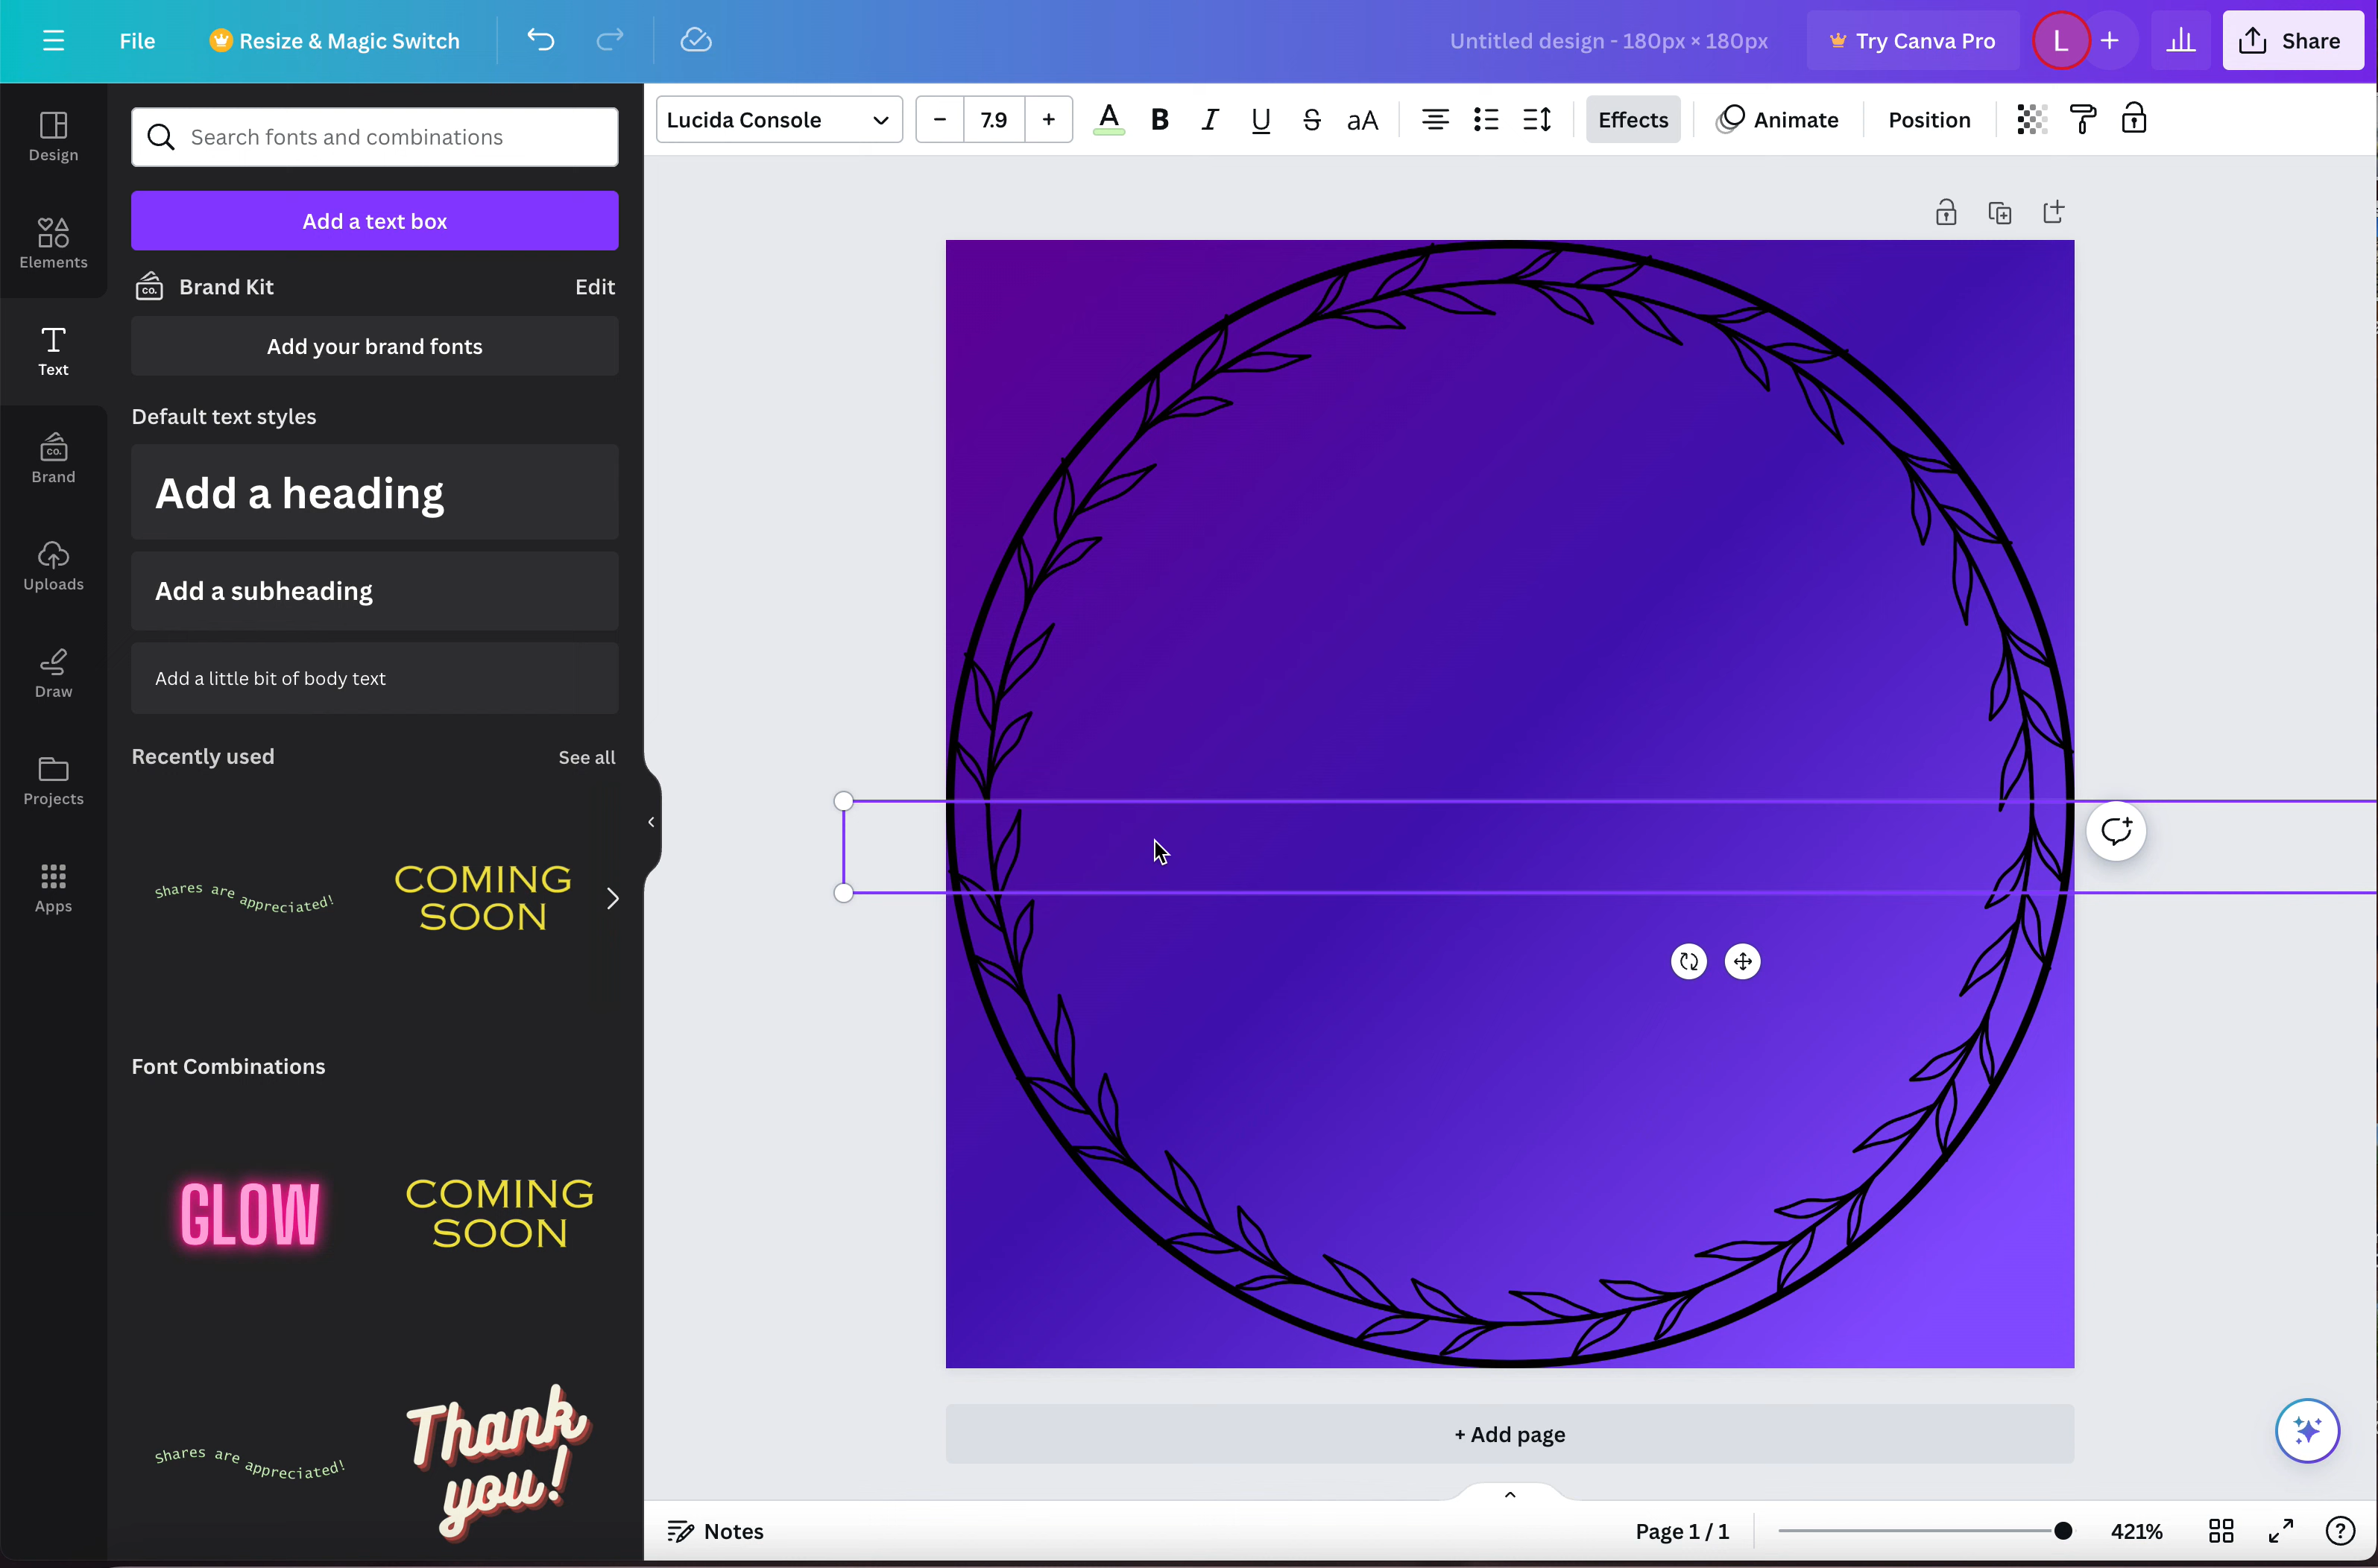 File
Resize & Magic Switch
Untitled design - 180px × 180px
Try Canva Pro
L
+
Share
Design
Elements
Text
Brand
Uploads
Draw
Projects
Apps
Search fonts and combinations
Add a text box
CO.
Brand Kit
Edit
Add your brand fonts
Default text styles
Add a heading
Add a subheading
Add a little bit of body text
Recently used
See all
Shares are appreciated!
COMING
SOON
Font Combinations
GLOW
COMING
SOON
Shares are appreciated!
Thank
you!
Lucida Console
− 7.9 +
A B I U S aA
Effects
Animate
Position
+ Add page
Notes
Page 1 / 1
421%
?